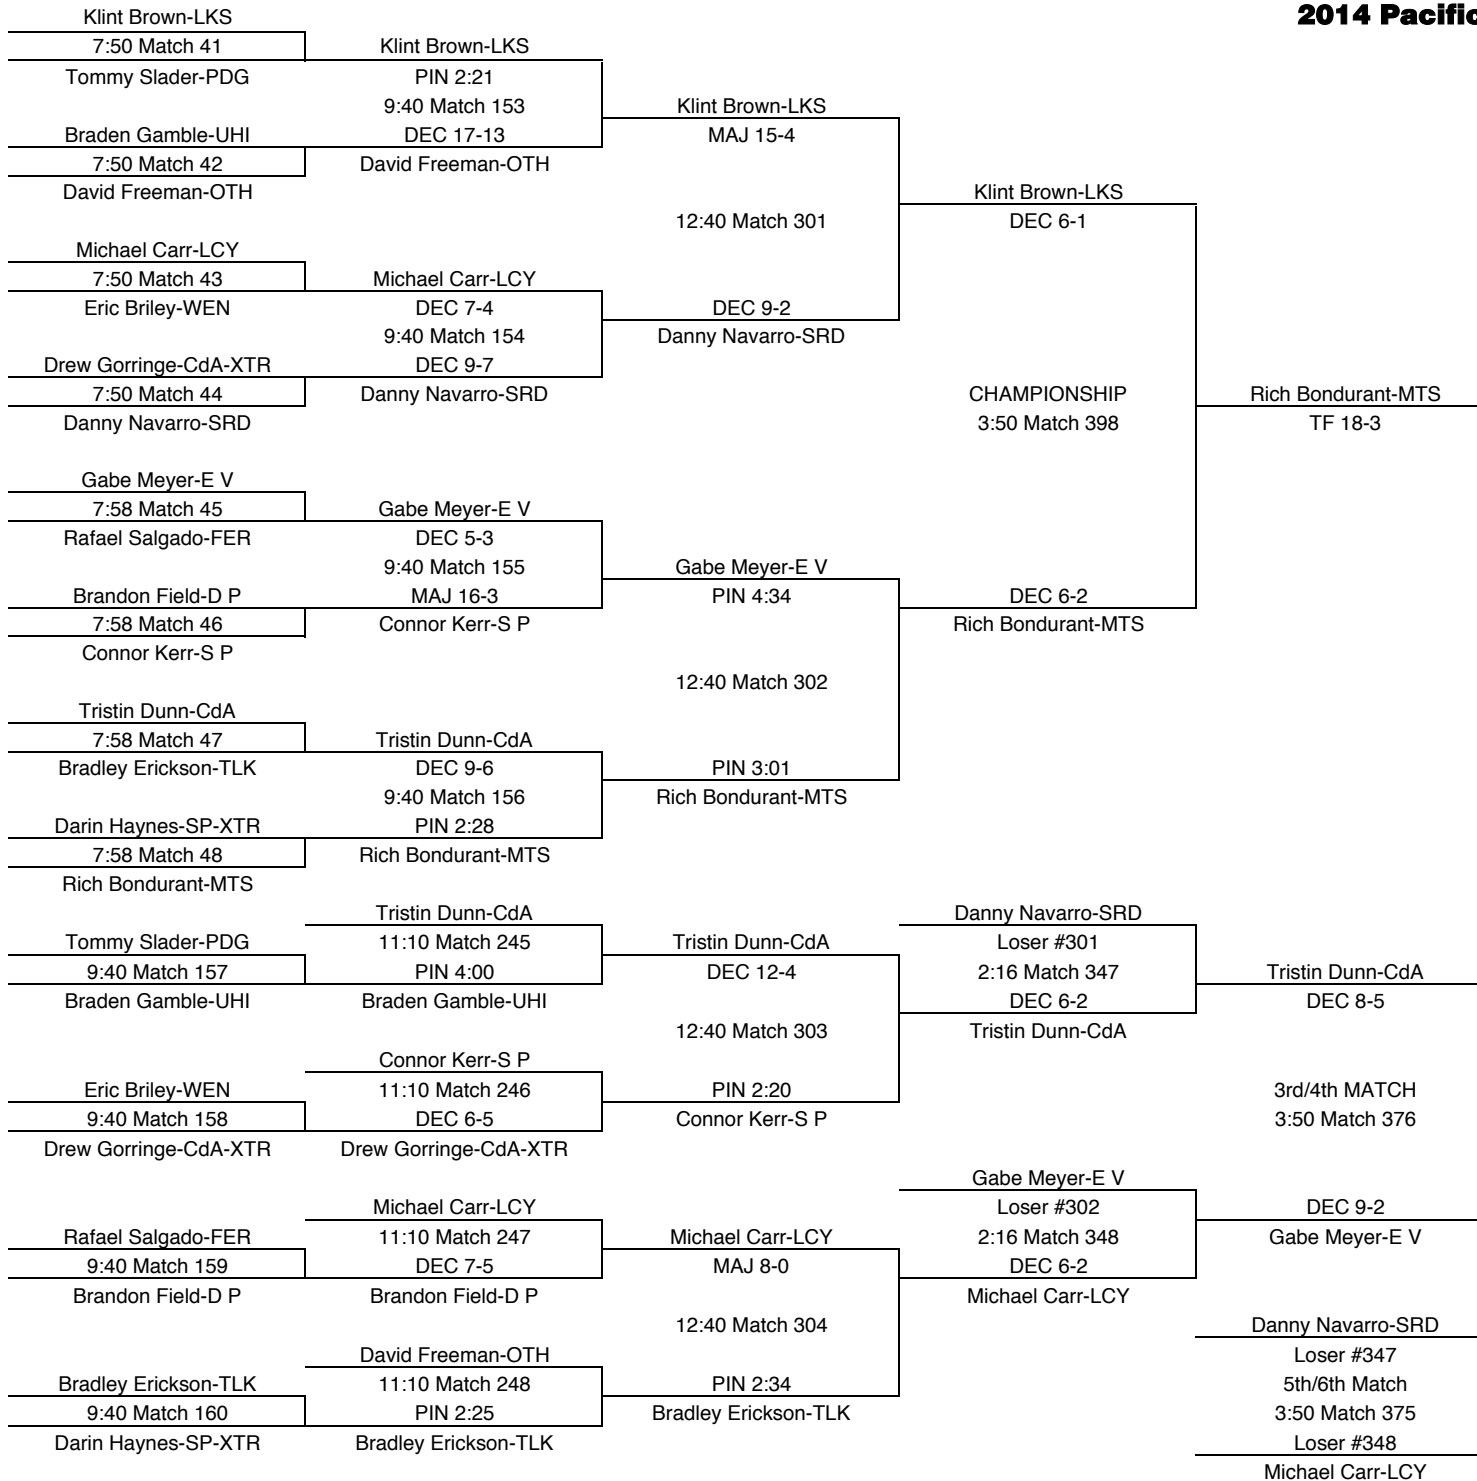 2014 Pacific
Klint Brown-LKS
7:50 Match 41
Tommy Slader-PDG
Braden Gamble-UHI
7:50 Match 42
David Freeman-OTH
Michael Carr-LCY
7:50 Match 43
Eric Briley-WEN
Drew Gorringe-CdA-XTR
7:50 Match 44
Danny Navarro-SRD
Gabe Meyer-E V
7:58 Match 45
Rafael Salgado-FER
Brandon Field-D P
7:58 Match 46
Connor Kerr-S P
Tristin Dunn-CdA
7:58 Match 47
Bradley Erickson-TLK
Darin Haynes-SP-XTR
7:58 Match 48
Rich Bondurant-MTS
Klint Brown-LKS
PIN 2:21
9:40 Match 153
DEC 17-13
David Freeman-OTH
Michael Carr-LCY
DEC 7-4
9:40 Match 154
DEC 9-7
Danny Navarro-SRD
Gabe Meyer-E V
DEC 5-3
9:40 Match 155
MAJ 16-3
Connor Kerr-S P
Tristin Dunn-CdA
DEC 9-6
9:40 Match 156
PIN 2:28
Rich Bondurant-MTS
Klint Brown-LKS
MAJ 15-4
12:40 Match 301
DEC 9-2
Danny Navarro-SRD
Gabe Meyer-E V
PIN 4:34
12:40 Match 302
PIN 3:01
Rich Bondurant-MTS
Klint Brown-LKS
DEC 6-1
CHAMPIONSHIP
3:50 Match 398
DEC 6-2
Rich Bondurant-MTS
Rich Bondurant-MTS
TF 18-3
Tommy Slader-PDG
9:40 Match 157
Braden Gamble-UHI
Eric Briley-WEN
9:40 Match 158
Drew Gorringe-CdA-XTR
Rafael Salgado-FER
9:40 Match 159
Brandon Field-D P
Bradley Erickson-TLK
9:40 Match 160
Darin Haynes-SP-XTR
Tristin Dunn-CdA
11:10 Match 245
PIN 4:00
Braden Gamble-UHI
Connor Kerr-S P
11:10 Match 246
DEC 6-5
Drew Gorringe-CdA-XTR
Michael Carr-LCY
11:10 Match 247
DEC 7-5
Brandon Field-D P
David Freeman-OTH
11:10 Match 248
PIN 2:25
Bradley Erickson-TLK
Tristin Dunn-CdA
DEC 12-4
12:40 Match 303
PIN 2:20
Connor Kerr-S P
Michael Carr-LCY
MAJ 8-0
12:40 Match 304
PIN 2:34
Bradley Erickson-TLK
Danny Navarro-SRD
Loser #301
2:16 Match 347
DEC 6-2
Tristin Dunn-CdA
Gabe Meyer-E V
Loser #302
2:16 Match 348
DEC 6-2
Michael Carr-LCY
Tristin Dunn-CdA
DEC 8-5
3rd/4th MATCH
3:50 Match 376
DEC 9-2
Gabe Meyer-E V
Danny Navarro-SRD
Loser #347
5th/6th Match
3:50 Match 375
Loser #348
Michael Carr-LCY